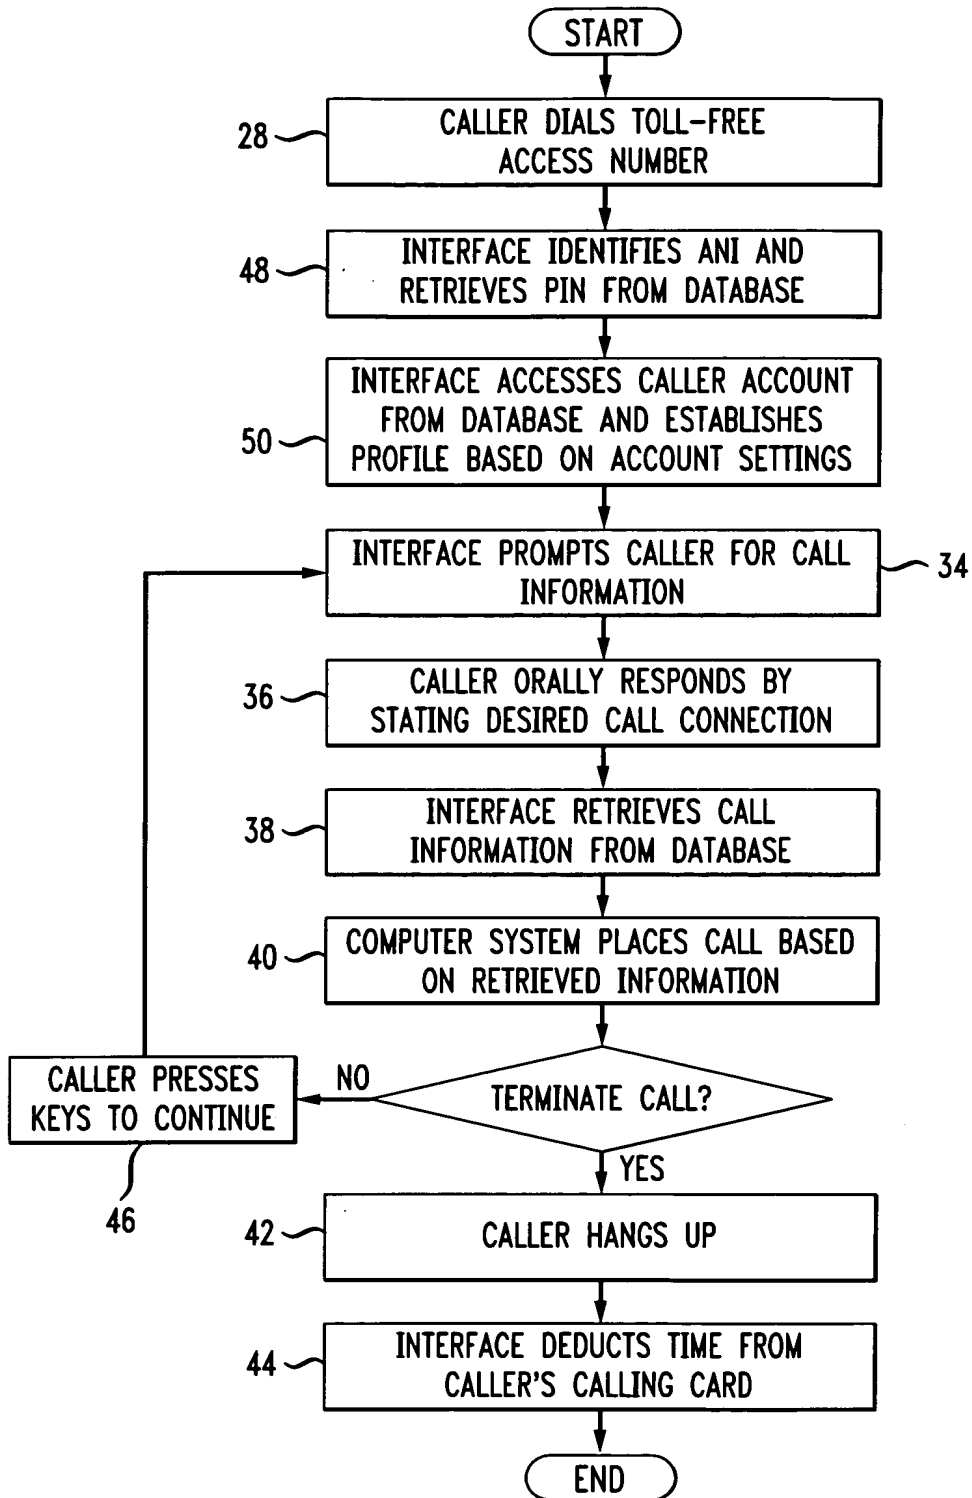 START
28
CALLER DIALS TOLL-FREE
ACCESS NUMBER
48
INTERFACE IDENTIFIES ANI AND
RETRIEVES PIN FROM DATABASE
50
INTERFACE ACCESSES CALLER ACCOUNT
FROM DATABASE AND ESTABLISHES
PROFILE BASED ON ACCOUNT SETTINGS
INTERFACE PROMPTS CALLER FOR CALL
INFORMATION
34
36
CALLER ORALLY RESPONDS BY
STATING DESIRED CALL CONNECTION
38
INTERFACE RETRIEVES CALL
INFORMATION FROM DATABASE
40
COMPUTER SYSTEM PLACES CALL BASED
ON RETRIEVED INFORMATION
TERMINATE CALL?
NO
CALLER PRESSES
KEYS TO CONTINUE
46
YES
42
CALLER HANGS UP
44
INTERFACE DEDUCTS TIME FROM
CALLER'S CALLING CARD
END